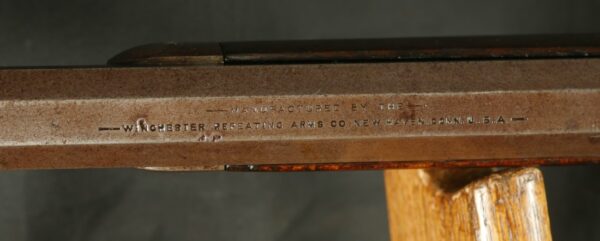 —MANUFACTURED BY THE—
—WINCHESTER REPEATING ARMS CO. NEW HAVEN. CONN. U.S.A.—